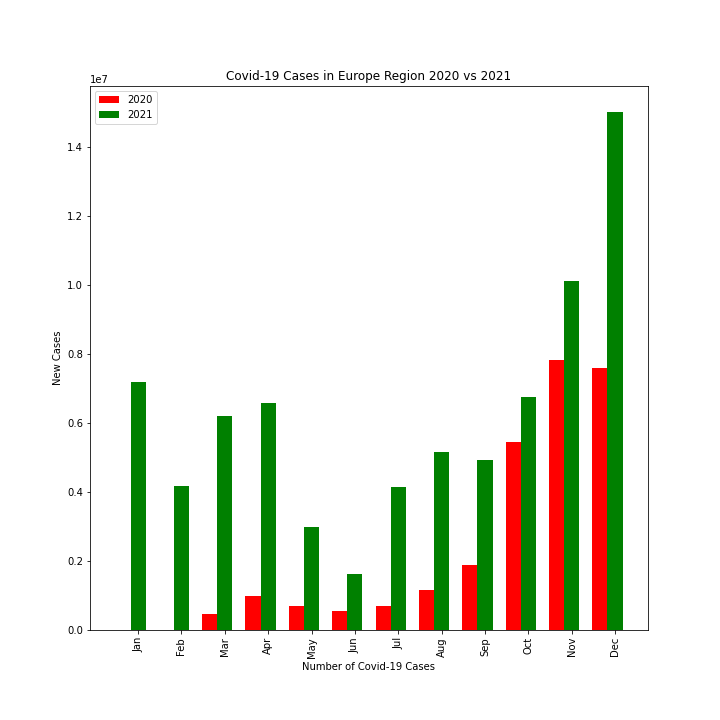 Covid-19 Cases in Europe Region 2020 vs 2021
1e7
2020
2021
1.4
1.2
1.0
0.8
0.6
0.4
0.2
0.0
New Cases
Jan
Feb
Mar
Apr
May
Jun
Jul
Aug
Sep
Oct
Nov
Dec
Number of Covid-19 Cases